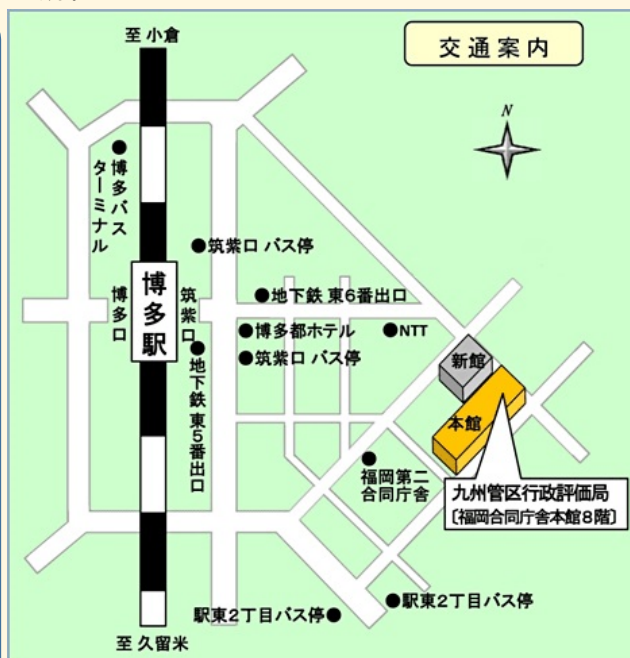 至 小倉
交通案内
N
博多バス
ターミナル
筑紫口 バス停
博多口
博多駅
筑紫口
地下鉄 東6番出口
博多都ホテル
NTT
筑紫口 バス停
地下鉄 東5番出口
新館
本館
福岡第二
合同庁舎
九州管区行政評価局
〔福岡合同庁舎本館8階〕
駅東2丁目バス停
駅東2丁目バス停
至 久留米